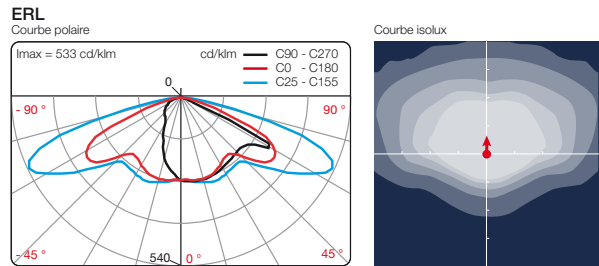 ERL
Courbe polaire
Courbe isolux
Imax = 533 cd/klm
cd/klm
C90 - C270
C0 - C180
C25 - C155
0
- 90 °
90 °
- 45 °
540
0 °
45 °